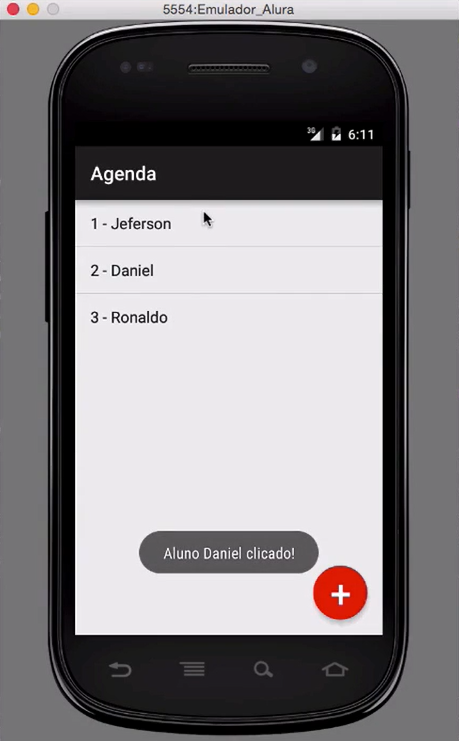 5554:Emulador_Alura
3G 6:11
Agenda
1 - Jeferson
2 - Daniel
3 - Ronaldo
Aluno Daniel clicado!
+